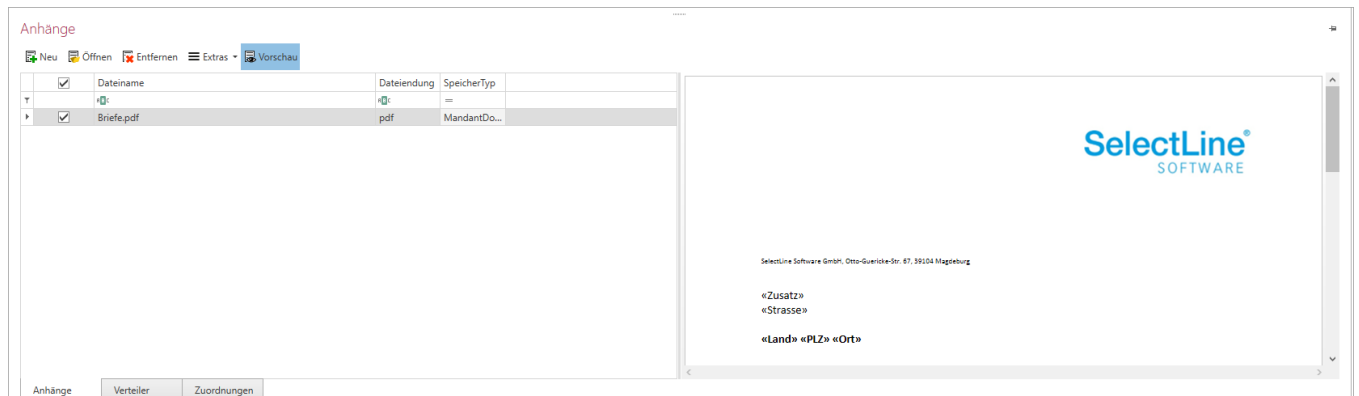 Anhänge
Neu Öffnen Entfernen Extras Vorschau
Dateiname Dateiendung SpeicherTyp
=
Briefe.pdf pdf MandantDo...
SelectLine®
SOFTWARE
SelectLine Software GmbH, Otto-Guericke-Str. 67, 39104 Magdeburg
«Zusatz»
«Strasse»
«Land» «PLZ» «Ort»
Anhänge Verteiler Zuordnungen